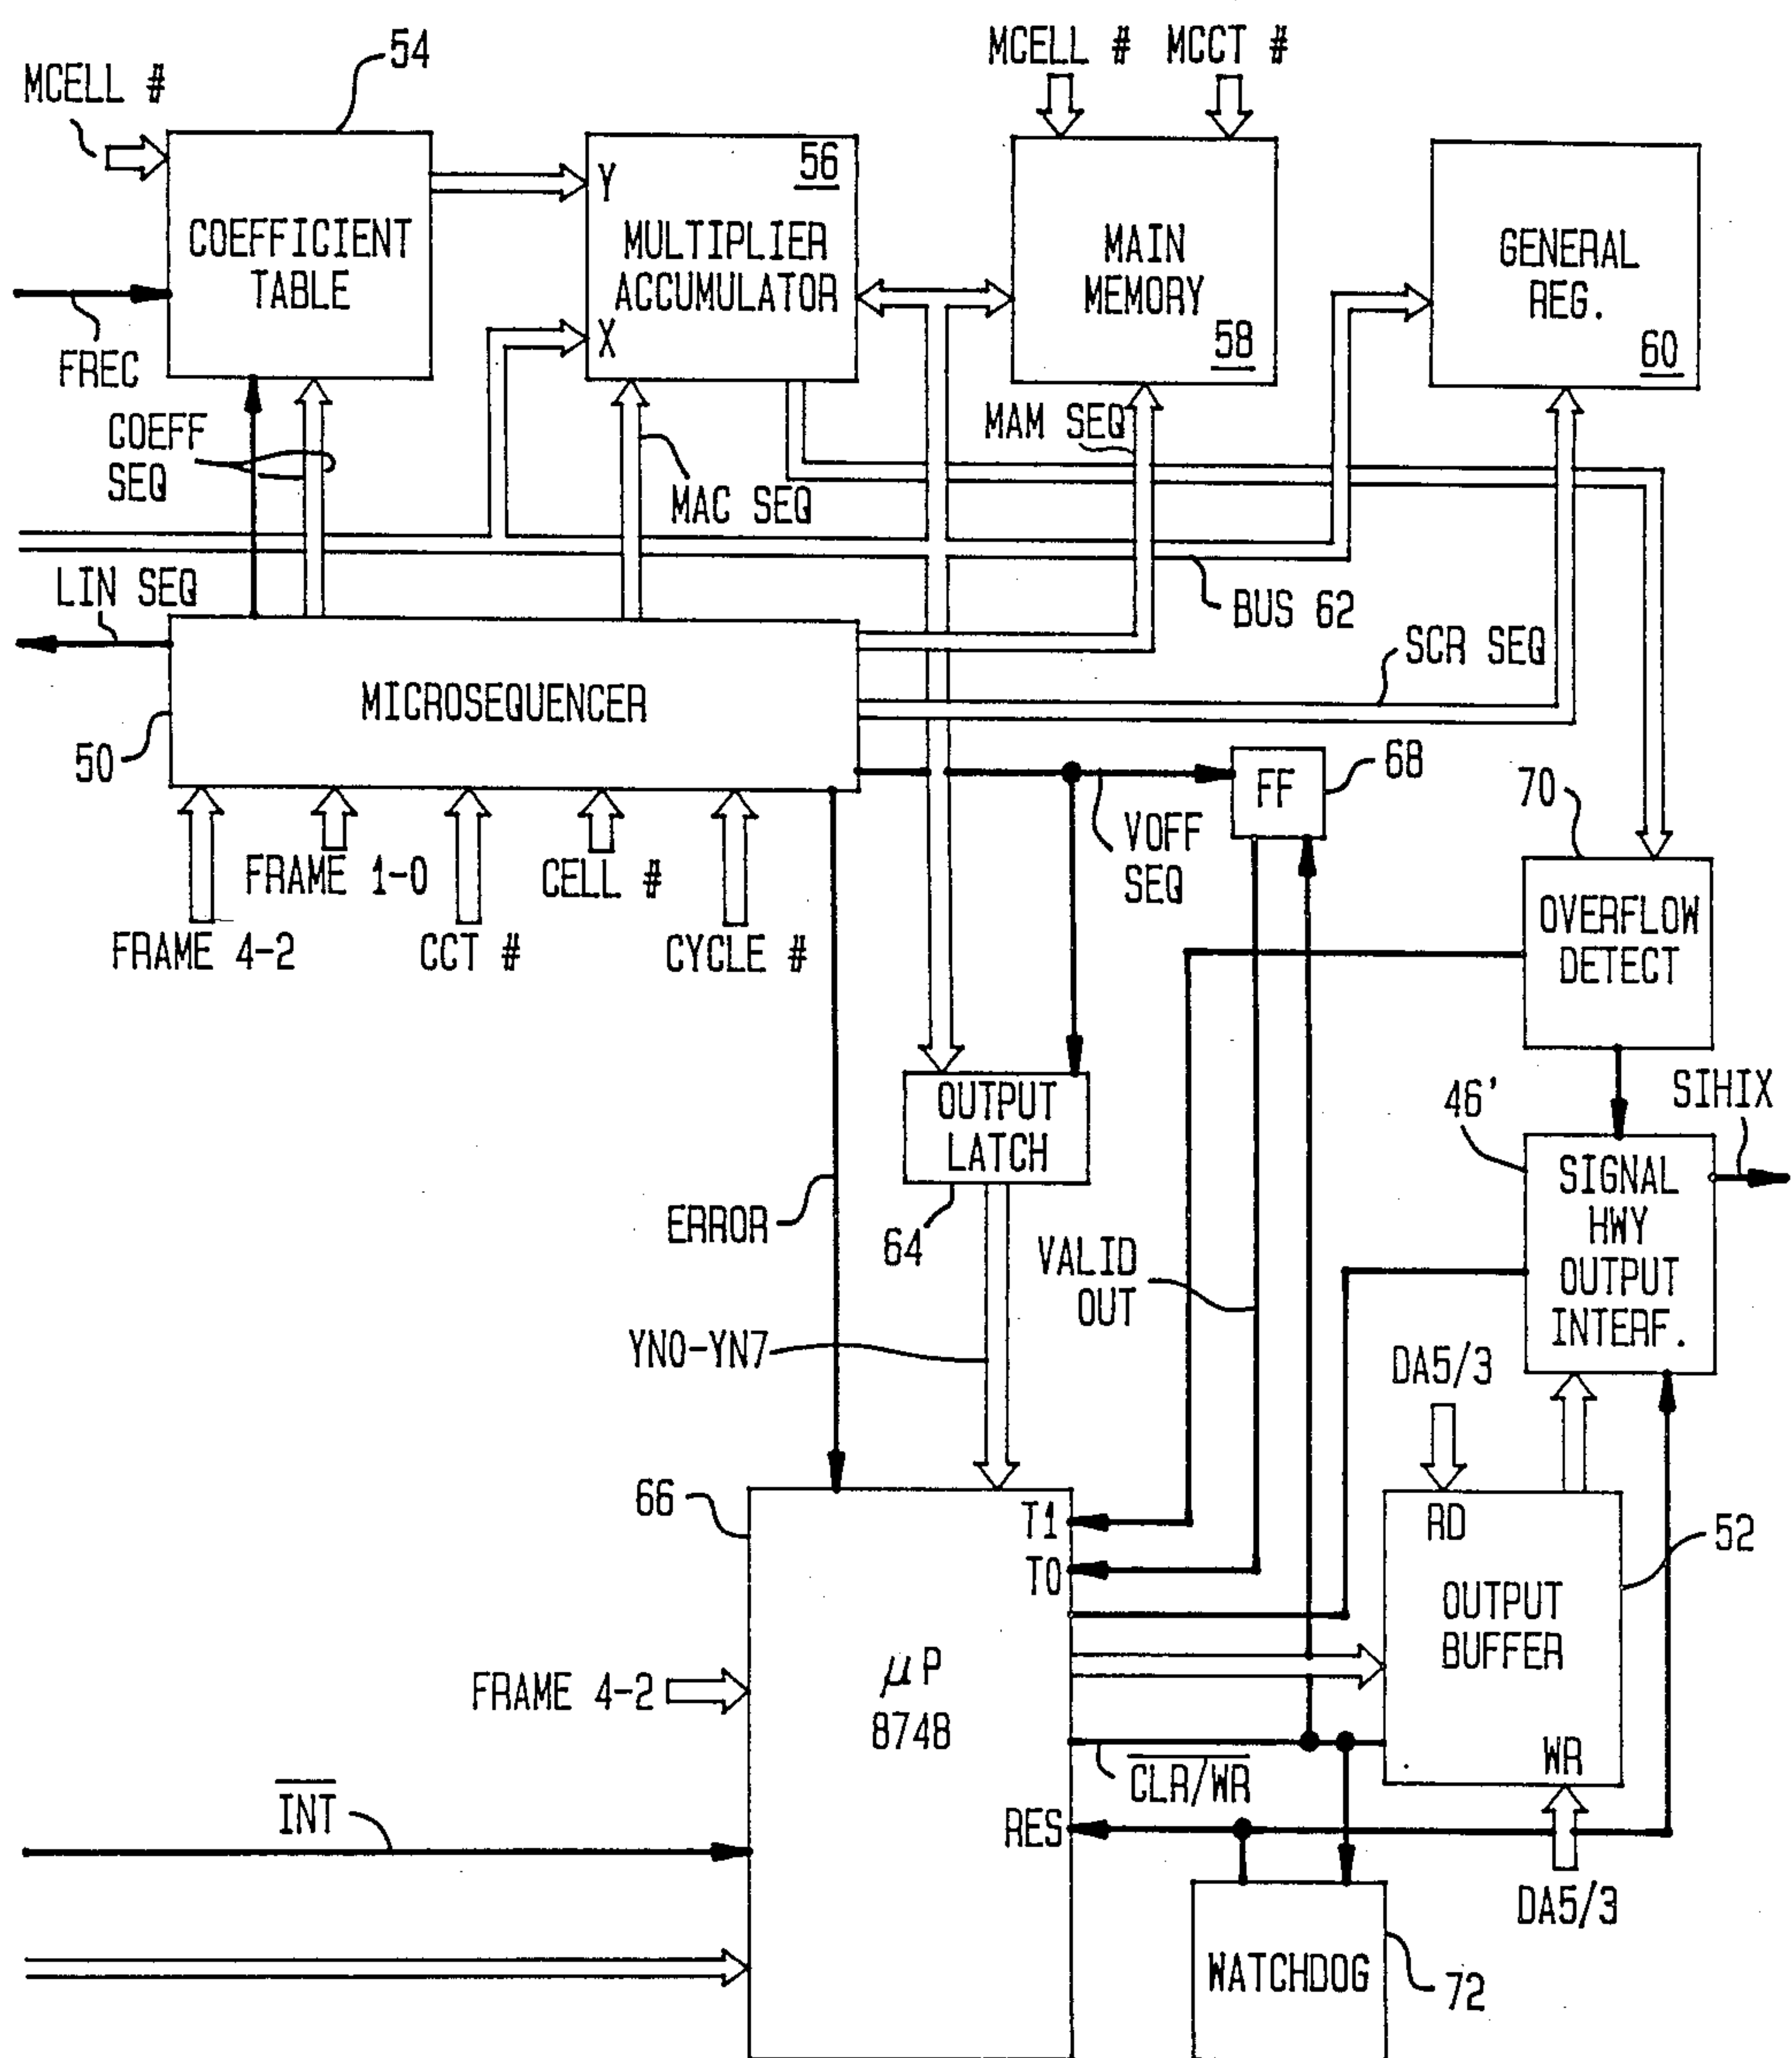 MCELL #
54
MCELL # MCCT #
COEFFICIENT
TABLE
Y
56
MULTIPLIER
ACCUMULATOR
X
MAIN
MEMORY
58
GENERAL
REG.
60
FREC
COEFF
SEQ
MAC SEQ
MAM SEQ
LIN SEQ
BUS 62
SCR SEQ
MICROSEQUENCER
50
FRAME 4-2
FRAME 1-0
CCT #
CELL #
CYCLE #
FF
68
VOFF
SEQ
70
OVERFLOW
DETECT
OUTPUT
LATCH
64
ERROR
VALID
OUT
YN0-YN7
46'
SIHIX
SIGNAL
HWY
OUTPUT
INTERF.
DA5/3
66
T1
T0
RD
52
OUTPUT
BUFFER
WR
μP
8748
FRAME 4-2
CLR/WR
INT
RES
DA5/3
WATCHDOG
72